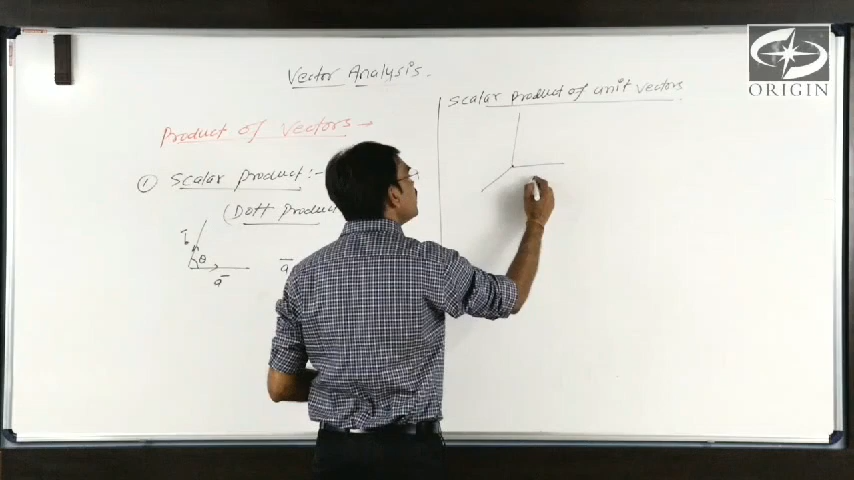 Vector Analysis.
Product of vectors →
① Scalar product :-
(Dott Product
θ
a̅
a̅
Scalar product of unit vectors
ORIGIN